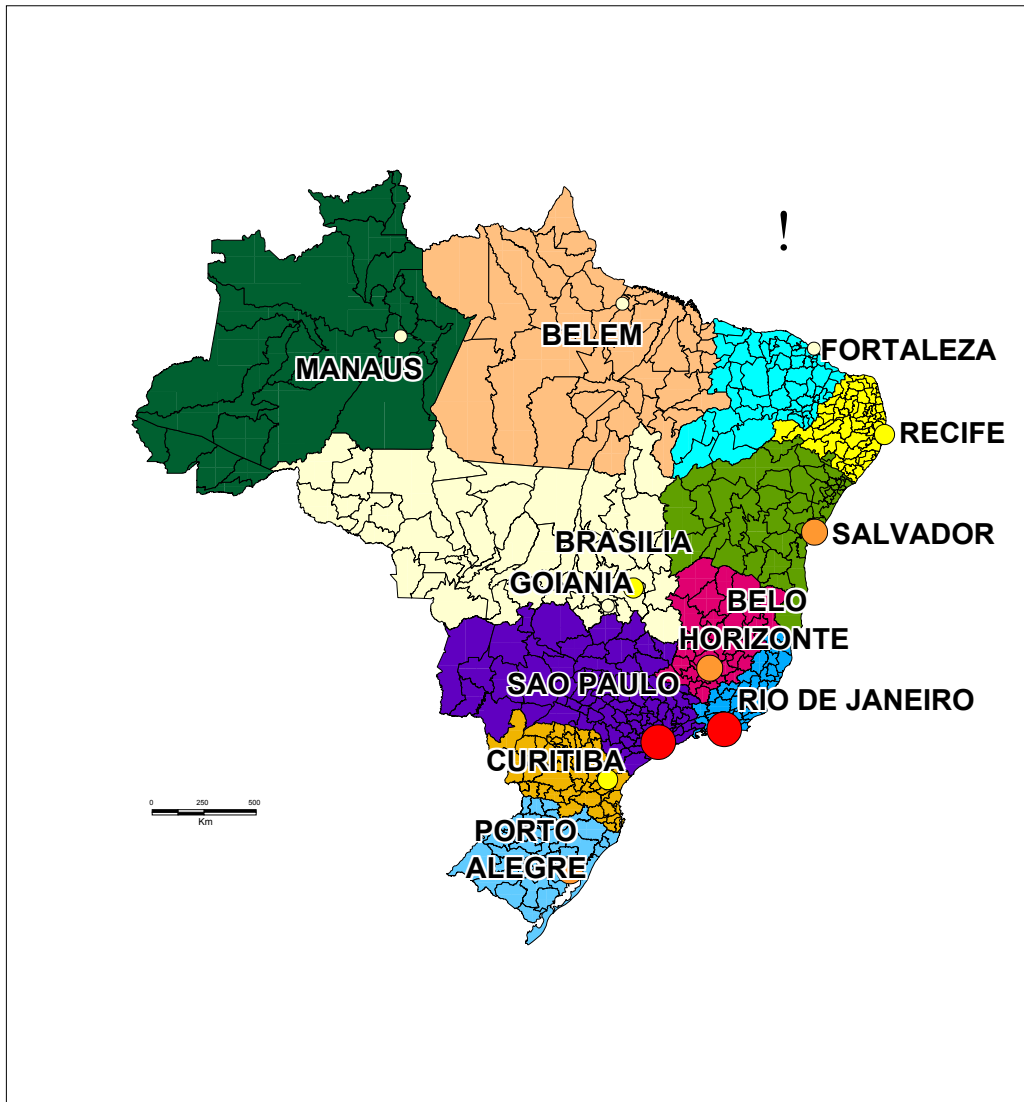 !
BELEM
FORTALEZA
MANAUS
RECIFE
SALVADOR
BRASILIA
GOIANIA
BELO
HORIZONTE
SAO PAULO
RIO DE JANEIRO
CURITIBA
0 250 500
Km
PORTO
ALEGRE